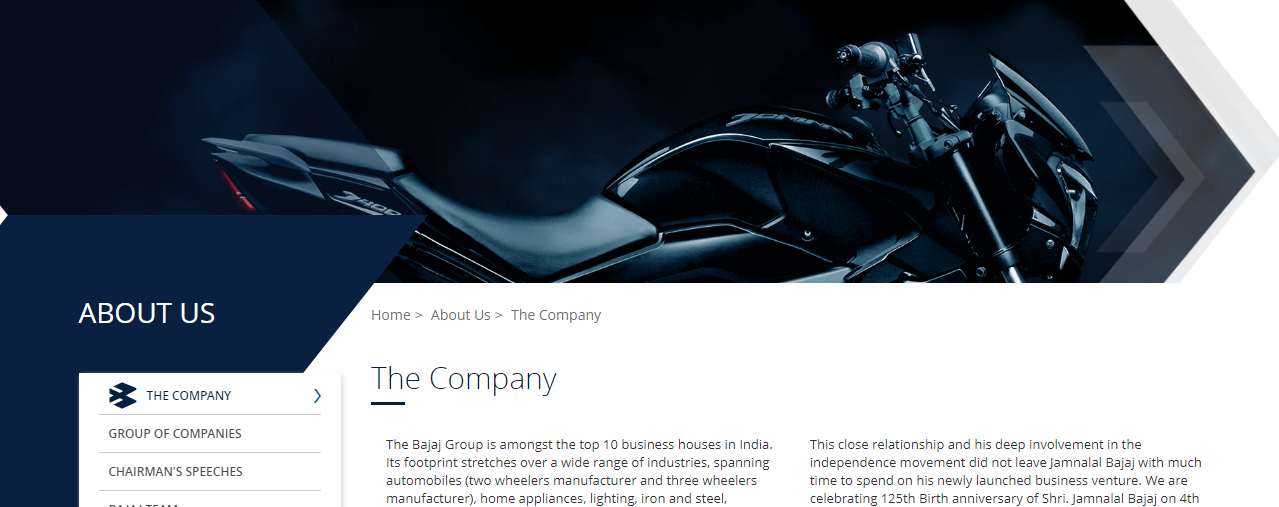 DOMINAR
D400
ABOUT US
Home > About Us > The Company
The Company
THE COMPANY
GROUP OF COMPANIES
CHAIRMAN'S SPEECHES
BAJAJ TEAM
The Bajaj Group is amongst the top 10 business houses in India.
Its footprint stretches over a wide range of industries, spanning
automobiles (two wheelers manufacturer and three wheelers
manufacturer), home appliances, lighting, iron and steel,
This close relationship and his deep involvement in the
independence movement did not leave Jamnalal Bajaj with much
time to spend on his newly launched business venture. We are
celebrating 125th Birth anniversary of Shri. Jamnalal Bajaj on 4th